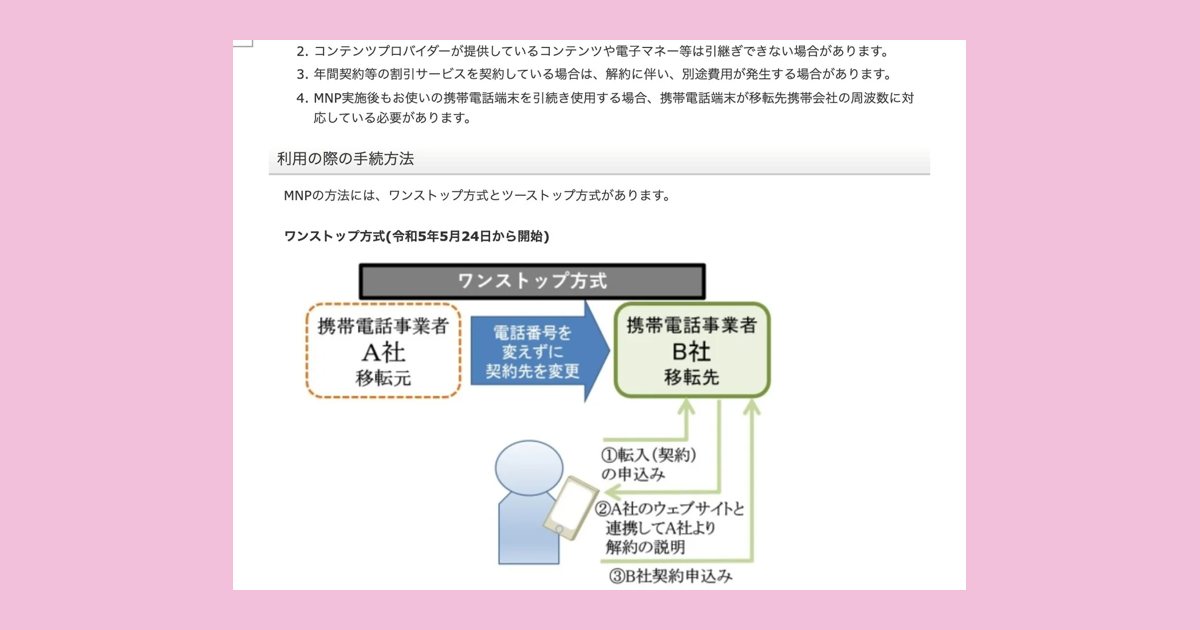 2. コンテンツプロバイダーが提供しているコンテンツや電子マネー等は引継ぎできない場合があります。
3. 年間契約等の割引サービスを契約している場合は、解約に伴い、別途費用が発生する場合があります。
4. MNP実施後もお使いの携帯電話端末を引続き使用する場合、携帯電話端末が移転先携帯会社の周波数に対
応している必要があります。
利用の際の手続方法
MNPの方法には、ワンストップ方式とツーストップ方式があります。
ワンストップ方式(令和5年5月24日から開始)
ワンストップ方式
携帯電話事業者
A社
移転元
電話番号を
変えずに
契約先を変更
携帯電話事業者
B社
移転先
①転入(契約)
の申込み
②A社のウェブサイトと
連携してA社より
解約の説明
③B社契約申込み